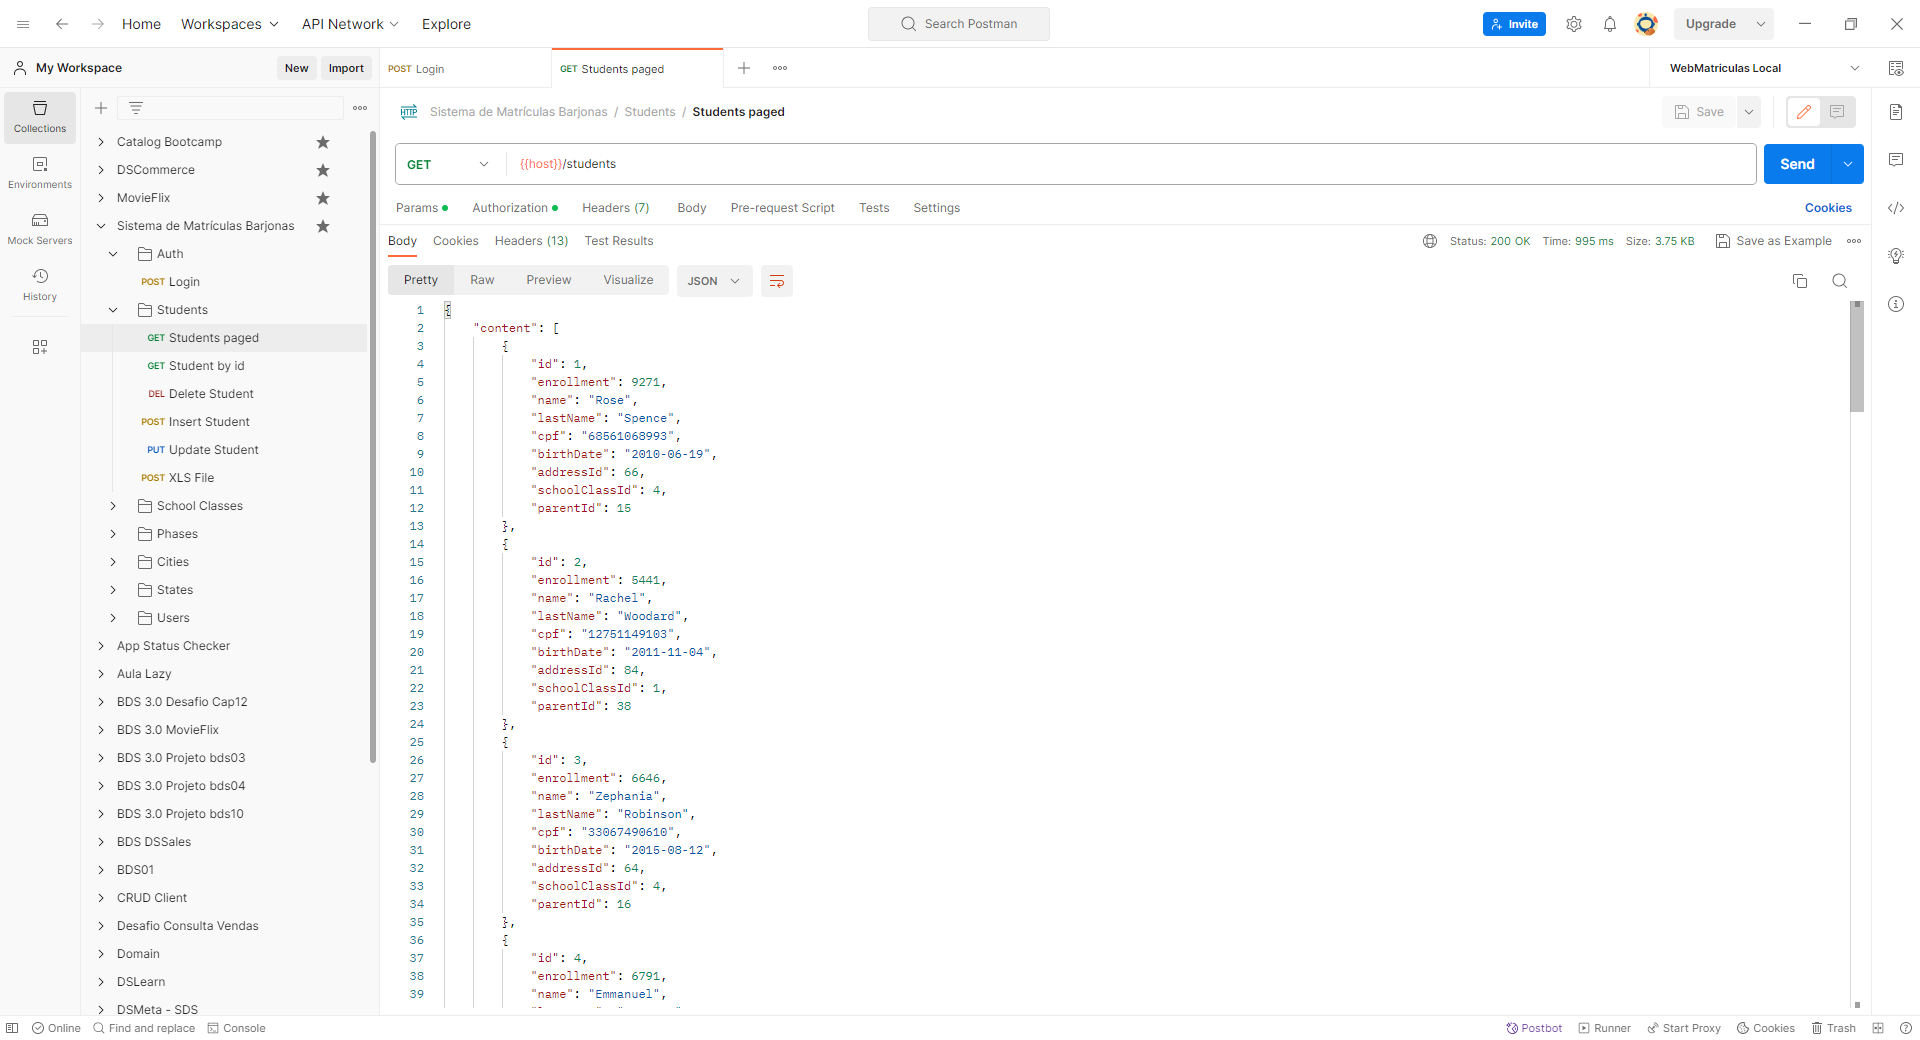 Home Workspaces API Network Explore Search Postman Invite Upgrade
My Workspace New Import POST Login GET Students paged WebMatriculas Local
Collections
Environments
Mock Servers
History
Catalog Bootcamp
DSCommerce
MovieFlix
Sistema de Matrículas Barjonas
Auth
POST Login
Students
GET Students paged
GET Student by id
DEL Delete Student
POST Insert Student
PUT Update Student
POST XLS File
School Classes
Phases
Cities
States
Users
App Status Checker
Aula Lazy
BDS 3.0 Desafio Cap12
BDS 3.0 MovieFlix
BDS 3.0 Projeto bds03
BDS 3.0 Projeto bds04
BDS 3.0 Projeto bds10
BDS DSSales
BDS01
CRUD Client
Desafio Consulta Vendas
Domain
DSLearn
DSMeta - SDS
HTTP Sistema de Matrículas Barjonas / Students / Students paged Save
GET {{host}}/students Send
Params Authorization Headers (7) Body Pre-request Script Tests Settings Cookies
Body Cookies Headers (13) Test Results Status: 200 OK Time: 995 ms Size: 3.75 KB Save as Example
Pretty Raw Preview Visualize JSON
1 {
2 "content": [
3 {
4 "id": 1,
5 "enrollment": 9271,
6 "name": "Rose",
7 "lastName": "Spence",
8 "cpf": "68561068993",
9 "birthDate": "2010-06-19",
10 "addressId": 66,
11 "schoolClassId": 4,
12 "parentId": 15
13 },
14 {
15 "id": 2,
16 "enrollment": 5441,
17 "name": "Rachel",
18 "lastName": "Woodard",
19 "cpf": "12751149103",
20 "birthDate": "2011-11-04",
21 "addressId": 84,
22 "schoolClassId": 1,
23 "parentId": 38
24 },
25 {
26 "id": 3,
27 "enrollment": 6646,
28 "name": "Zephania",
29 "lastName": "Robinson",
30 "cpf": "33067490610",
31 "birthDate": "2015-08-12",
32 "addressId": 64,
33 "schoolClassId": 4,
34 "parentId": 16
35 },
36 {
37 "id": 4,
38 "enrollment": 6791,
39 "name": "Emmanuel",
Online Find and replace Console Postbot Runner Start Proxy Cookies Trash